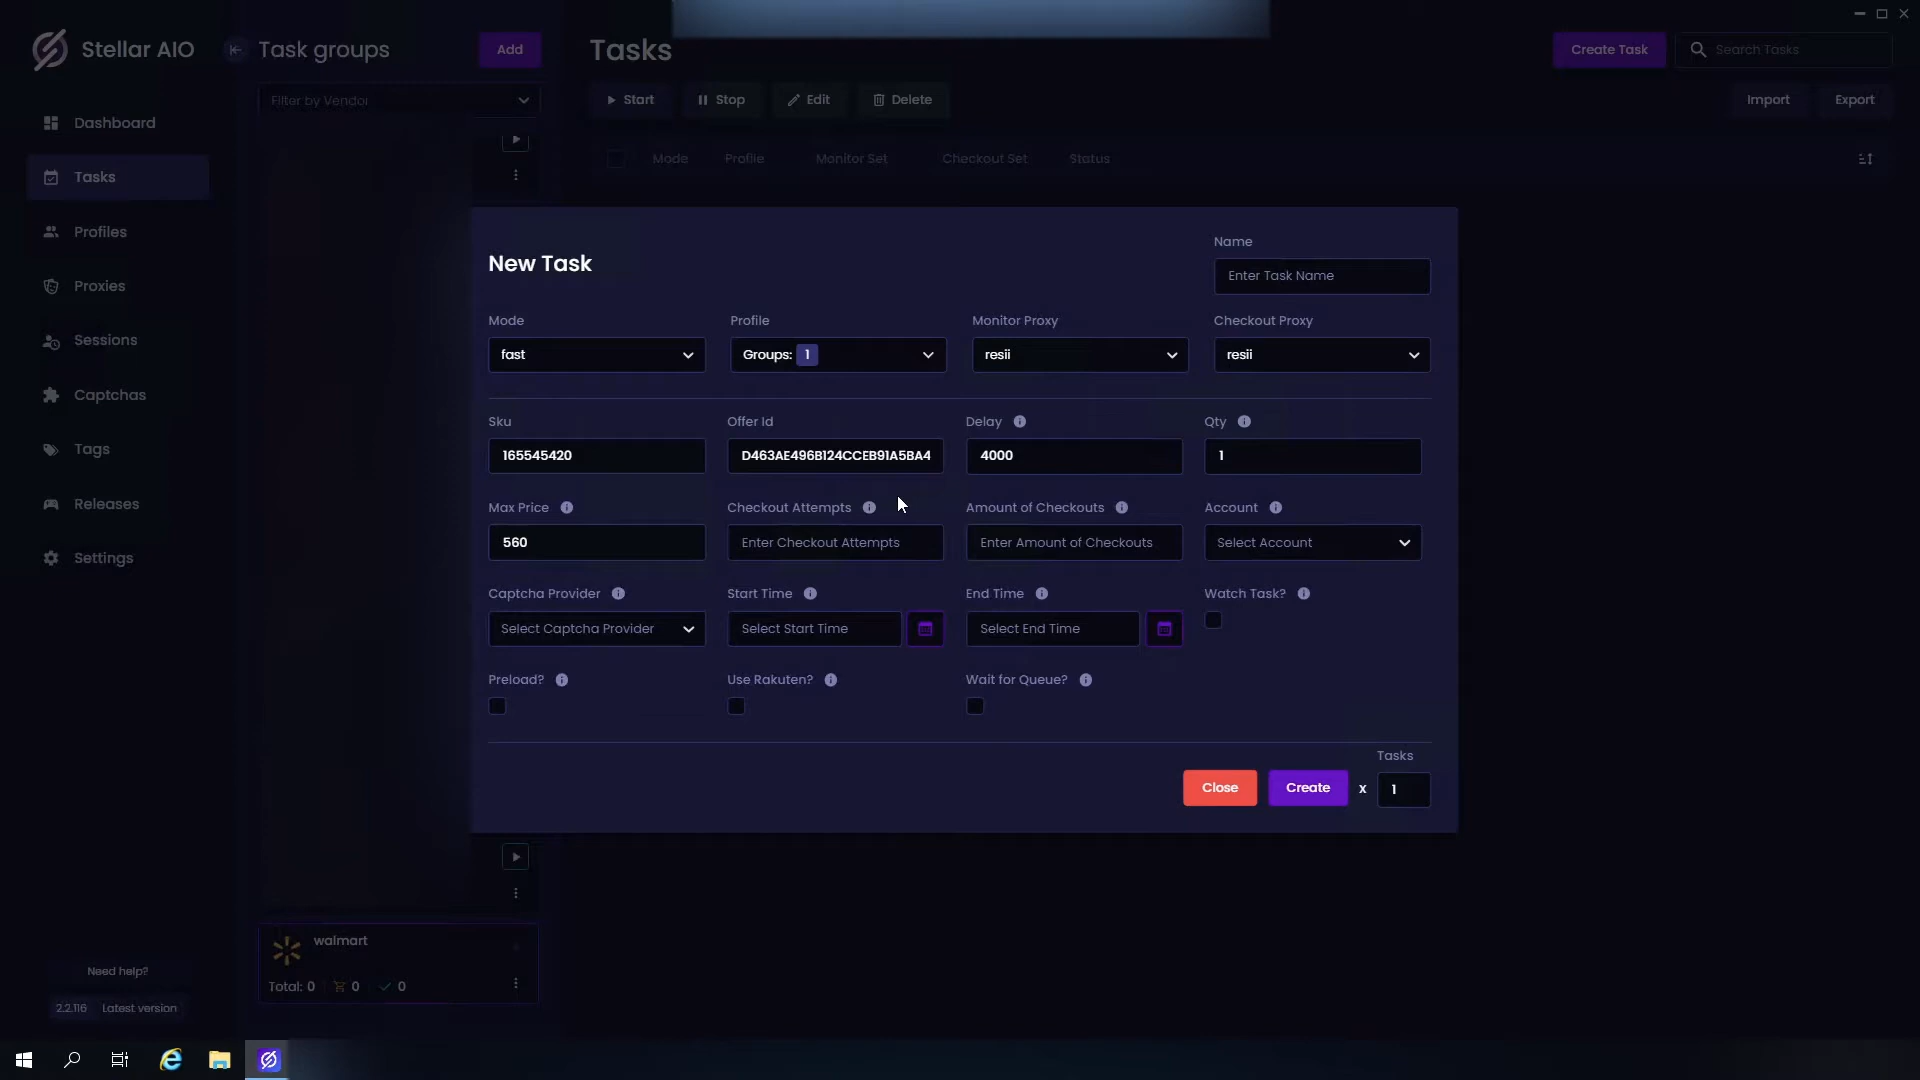 Stellar AIO
Task groups
Add
Tasks
Create Task
Search Tasks
Filter by Vendor
Start
Stop
Edit
Delete
Import
Export
Dashboard
Tasks
Profiles
Proxies
Sessions
Captchas
Tags
Releases
Settings
Mode
Profile
Monitor Set
Checkout Set
Status
New Task
Name
Enter Task Name
Mode
Profile
Monitor Proxy
Checkout Proxy
fast
Groups: 1
resii
resii
Sku
Offer Id
Delay
Qty
165545420
D463AE496B124CCEB91A5BA4
4000
1
Max Price
Checkout Attempts
Amount of Checkouts
Account
560
Enter Checkout Attempts
Enter Amount of Checkouts
Select Account
Captcha Provider
Start Time
End Time
Watch Task?
Select Captcha Provider
Select Start Time
Select End Time
Preload?
Use Rakuten?
Wait for Queue?
Tasks
Close
Create
x
1
walmart
Total: 0
0
0
Need help?
2.2.116
Latest version